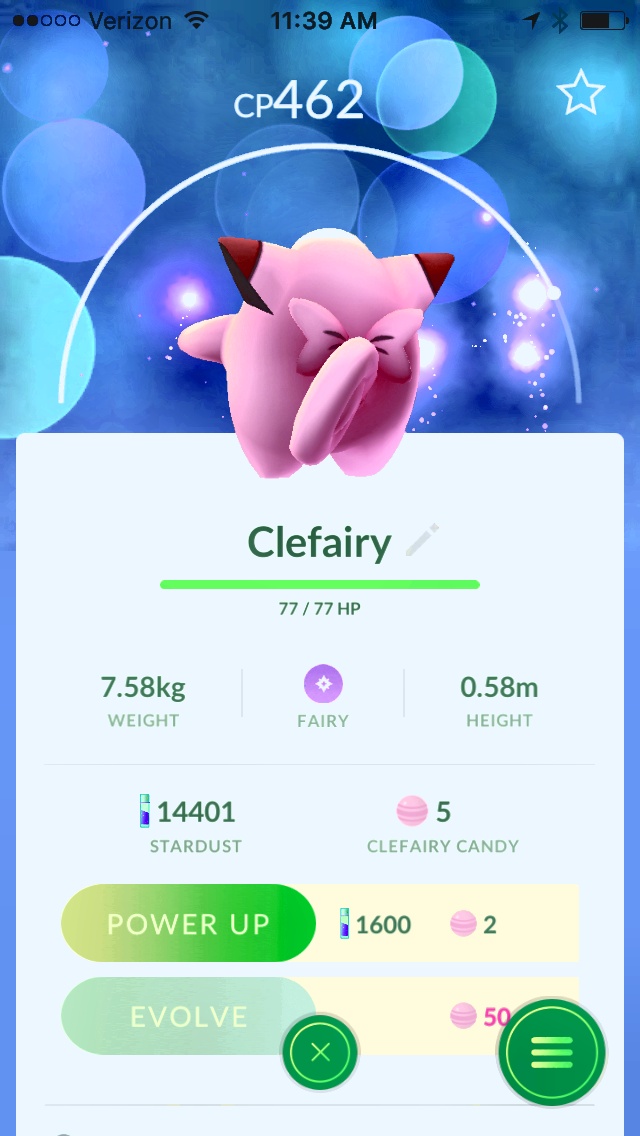 Verizon 11:39 AM
CP462
Clefairy
77 / 77 HP
7.58kg 0.58m
WEIGHT FAIRY HEIGHT
14401 5
STARDUST CLEFAIRY CANDY
POWER UP 1600 2
EVOLVE 50